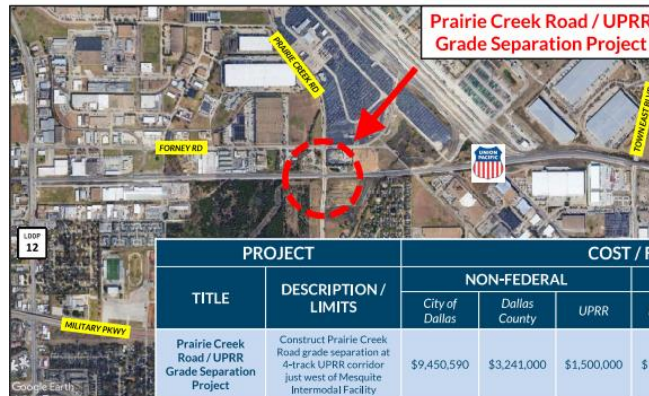 Prairie Creek Road / UPRR
Grade Separation Project
PRAIRIE CREEK RD
FORNEY RD
UNION
PACIFIC
TOWN EAST
LOOP
12
MILITARY PKWY
PROJECT
COST /
TITLE
DESCRIPTION /
LIMITS
NON-FEDERAL
City of
Dallas
Dallas
County
UPRR
Prairie Creek
Road / UPRR
Grade Separation
Project
Construct Prairie Creek
Road grade separation at
4-track UPRR corridor
just west of Mesquite
Intermodal Facility
$9,450,590
$3,241,000
$1,500,000
$
Google Earth